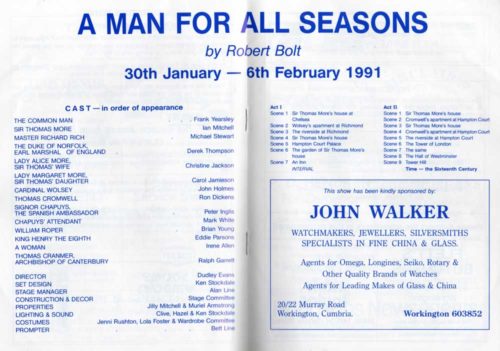 A MAN FOR ALL SEASONS
by Robert Bolt
30th January — 6th February 1991
CAST — in order of appearance
THE COMMON MAN Frank Yearsley
SIR THOMAS MORE Ian Mitchell
MASTER RICHARD RICH Michael Stewart
THE DUKE OF NORFOLK,
EARL MARSHAL OF ENGLAND Derek Thompson
LADY ALICE MORE,
SIR THOMAS' WIFE Christine Jackson
LADY MARGARET MORE,
SIR THOMAS' DAUGHTER Carol Jamieson
CARDINAL WOLSEY John Holmes
THOMAS CROMWELL Ron Dickens
SIGNOR CHAPUYS,
THE SPANISH AMBASSADOR Peter Inglis
CHAPUYS' ATTENDANT Mark White
WILLIAM ROPER Brian Young
KING HENRY THE EIGHTH Eddie Parsons
A WOMAN Irene Allen
THOMAS CRANMER,
ARCHBISHOP OF CANTERBURY Ralph Garrett
DIRECTOR Dudley Evans
SET DESIGN Ken Stockdale
STAGE MANAGER Alan Line
CONSTRUCTION & DECOR Stage Committee
PROPERTIES Jilly Mitchell & Muriel Armstrong
LIGHTING & SOUND Clive, Hazel & Ken Stockdale
COSTUMES Jenni Rushton, Lola Foster & Wardrobe Committee
PROMPTER Bett Line
Act I
Scene 1 Sir Thomas More's house at
Chelsea
Scene 2 Wolsey's apartment at Richmond
Scene 3 The riverside at Richmond
Scene 4 Sir Thomas More's house
Scene 5 Hampton Court Palace
Scene 6 The garden of Sir Thomas More's
house
Scene 7 An Inn
INTERVAL
Act II
Scene 1 Sir Thomas More's house
Scene 2 Cromwell's apartment at Hampton Court
Scene 3 Sir Thomas More's house
Scene 4 Cromwell's apartment at Hampton Court
Scene 5 The riverside at Hampton Court
Scene 6 The Tower of London
Scene 7 The same
Scene 8 The Hall of Westminster
Scene 9 Tower Hill
Time — the Sixteenth Century
This show has been kindly sponsored by:
JOHN WALKER
WATCHMAKERS, JEWELLERS, SILVERSMITHS
SPECIALISTS IN FINE CHINA & GLASS.
Agents for Omega, Longines, Seiko, Rotary &
Other Quality Brands of Watches
Agents for Leading Makes of Glass & China
20/22 Murray Road
Workington, Cumbria. Workington 603852